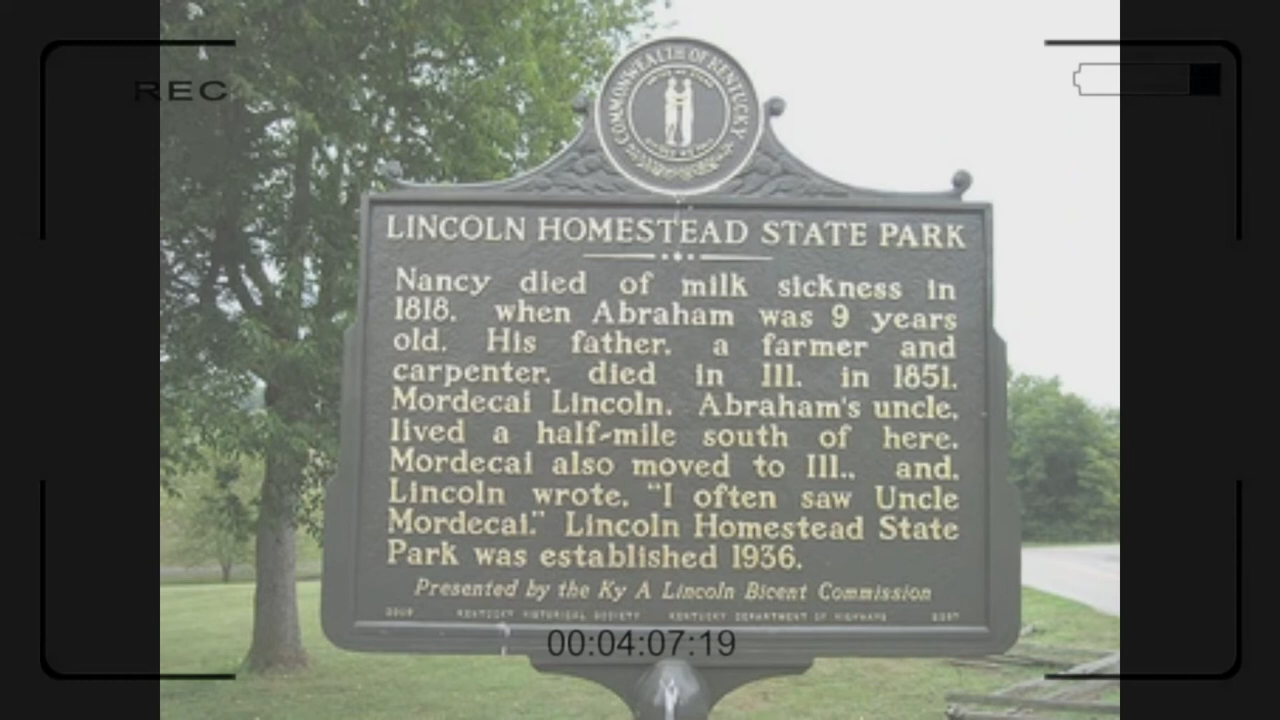 REC
COMMONWEALTH OF KENTUCKY
LINCOLN HOMESTEAD STATE PARK
Nancy died of milk sickness in
1818, when Abraham was 9 years
old. His father, a farmer and
carpenter, died in Ill. in 1851.
Mordecai Lincoln, Abraham's uncle,
lived a half-mile south of here.
Mordecai also moved to Ill., and,
Lincoln wrote, "I often saw Uncle
Mordecai." Lincoln Homestead State
Park was established 1936.
Presented by the Ky A Lincoln Bicent Commission
KENTUCKY HISTORICAL SOCIETY KENTUCKY DEPARTMENT OF HIGHWAYS
00:04:07:19